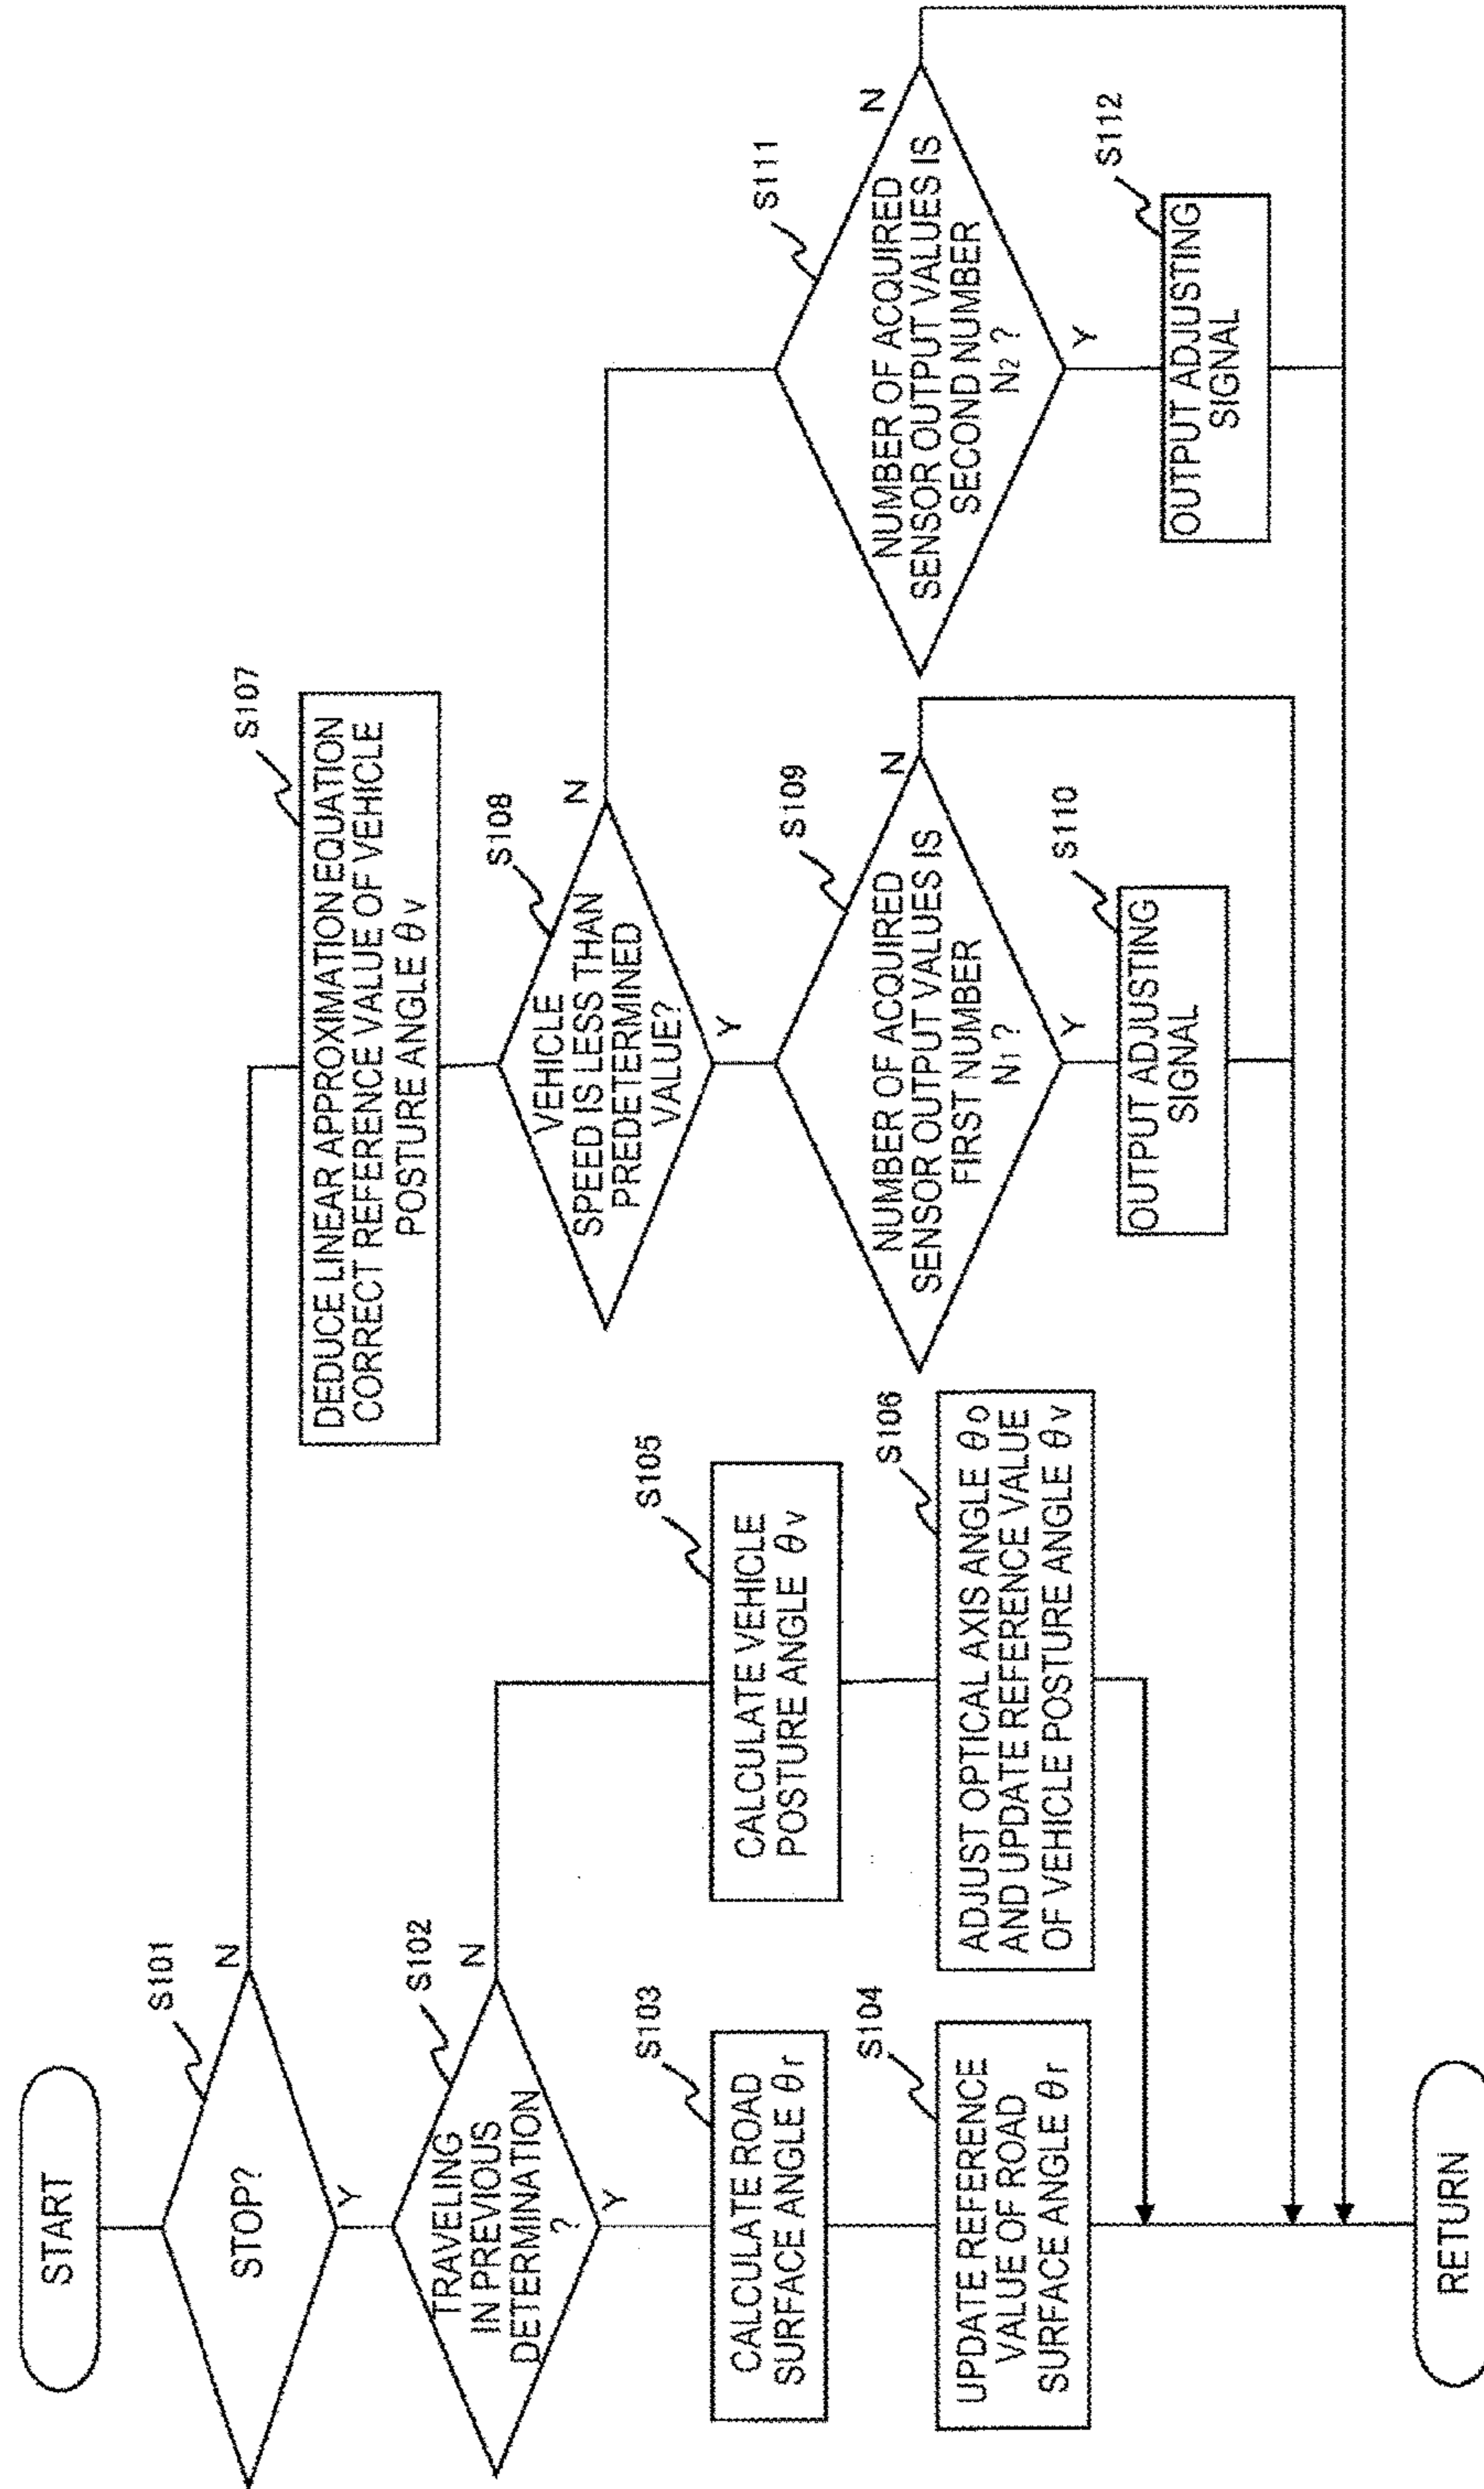 START
S101
STOP?
N
Y
S102
TRAVELING
IN PREVIOUS
DETERMINATION
?
N
Y
S103
CALCULATE ROAD
SURFACE ANGLE θr
S104
UPDATE REFERENCE
VALUE OF ROAD
SURFACE ANGLE θr
S105
CALCULATE VEHICLE
POSTURE ANGLE θv
S106
ADJUST OPTICAL AXIS ANGLE θo
AND UPDATE REFERENCE VALUE
OF VEHICLE POSTURE ANGLE θv
S107
DEDUCE LINEAR APPROXIMATION EQUATION
CORRECT REFERENCE VALUE OF VEHICLE
POSTURE ANGLE θv
S108
VEHICLE
SPEED IS LESS THAN
PREDETERMINED
VALUE?
N
Y
S109
NUMBER OF ACQUIRED
SENSOR OUTPUT VALUES IS
FIRST NUMBER
N1 ?
N
Y
S110
OUTPUT ADJUSTING
SIGNAL
S111
NUMBER OF ACQUIRED
SENSOR OUTPUT VALUES IS
SECOND NUMBER
N2 ?
N
Y
S112
OUTPUT ADJUSTING
SIGNAL
RETURN